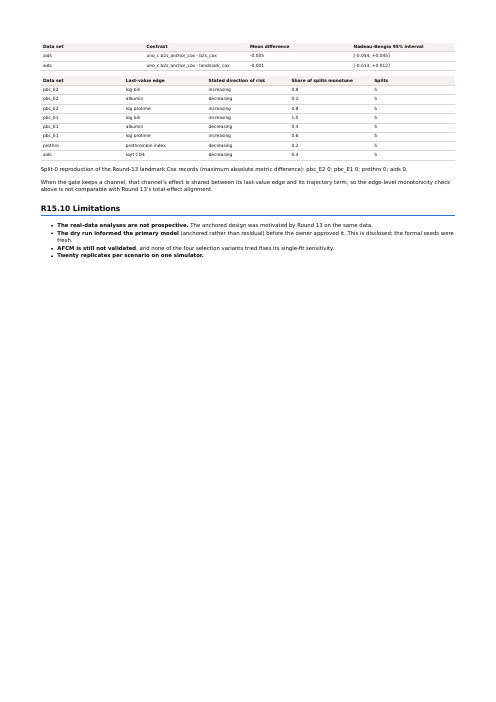 Data set Contrast Mean difference Nadeau-Bengio 95% interval
aids uno_c b2s_anchor_cox - b2s_cox -0.005 [-0.054, +0.045]
aids uno_c b2s_anchor_cox - landmark_cox -0.001 [-0.013, +0.012]
Data set Last-value edge Stated direction of risk Share of splits monotone Splits
pbc_E2 log bili increasing 0.8 5
pbc_E2 albumin decreasing 0.2 5
pbc_E2 log protime increasing 0.8 5
pbc_E1 log bili increasing 1.0 5
pbc_E1 albumin decreasing 0.4 5
pbc_E1 log protime increasing 0.6 5
prothro prothrombin index decreasing 0.2 5
aids sqrt CD4 decreasing 0.4 5
Split-0 reproduction of the Round-13 landmark Cox records (maximum absolute metric difference): pbc_E2 0; pbc_E1 0; prothro 0; aids 0.
When the gate keeps a channel, that channel's effect is shared between its last-value edge and its trajectory term, so the edge-level monotonicity check
above is not comparable with Round 13's total-effect alignment.
R15.10 Limitations
• The real-data analyses are not prospective. The anchored design was motivated by Round 13 on the same data.
• The dry run informed the primary model (anchored rather than residual) before the owner approved it. This is disclosed; the formal seeds were
fresh.
• AFCM is still not validated, and none of the four selection variants tried fixes its single-fit sensitivity.
• Twenty replicates per scenario on one simulator.